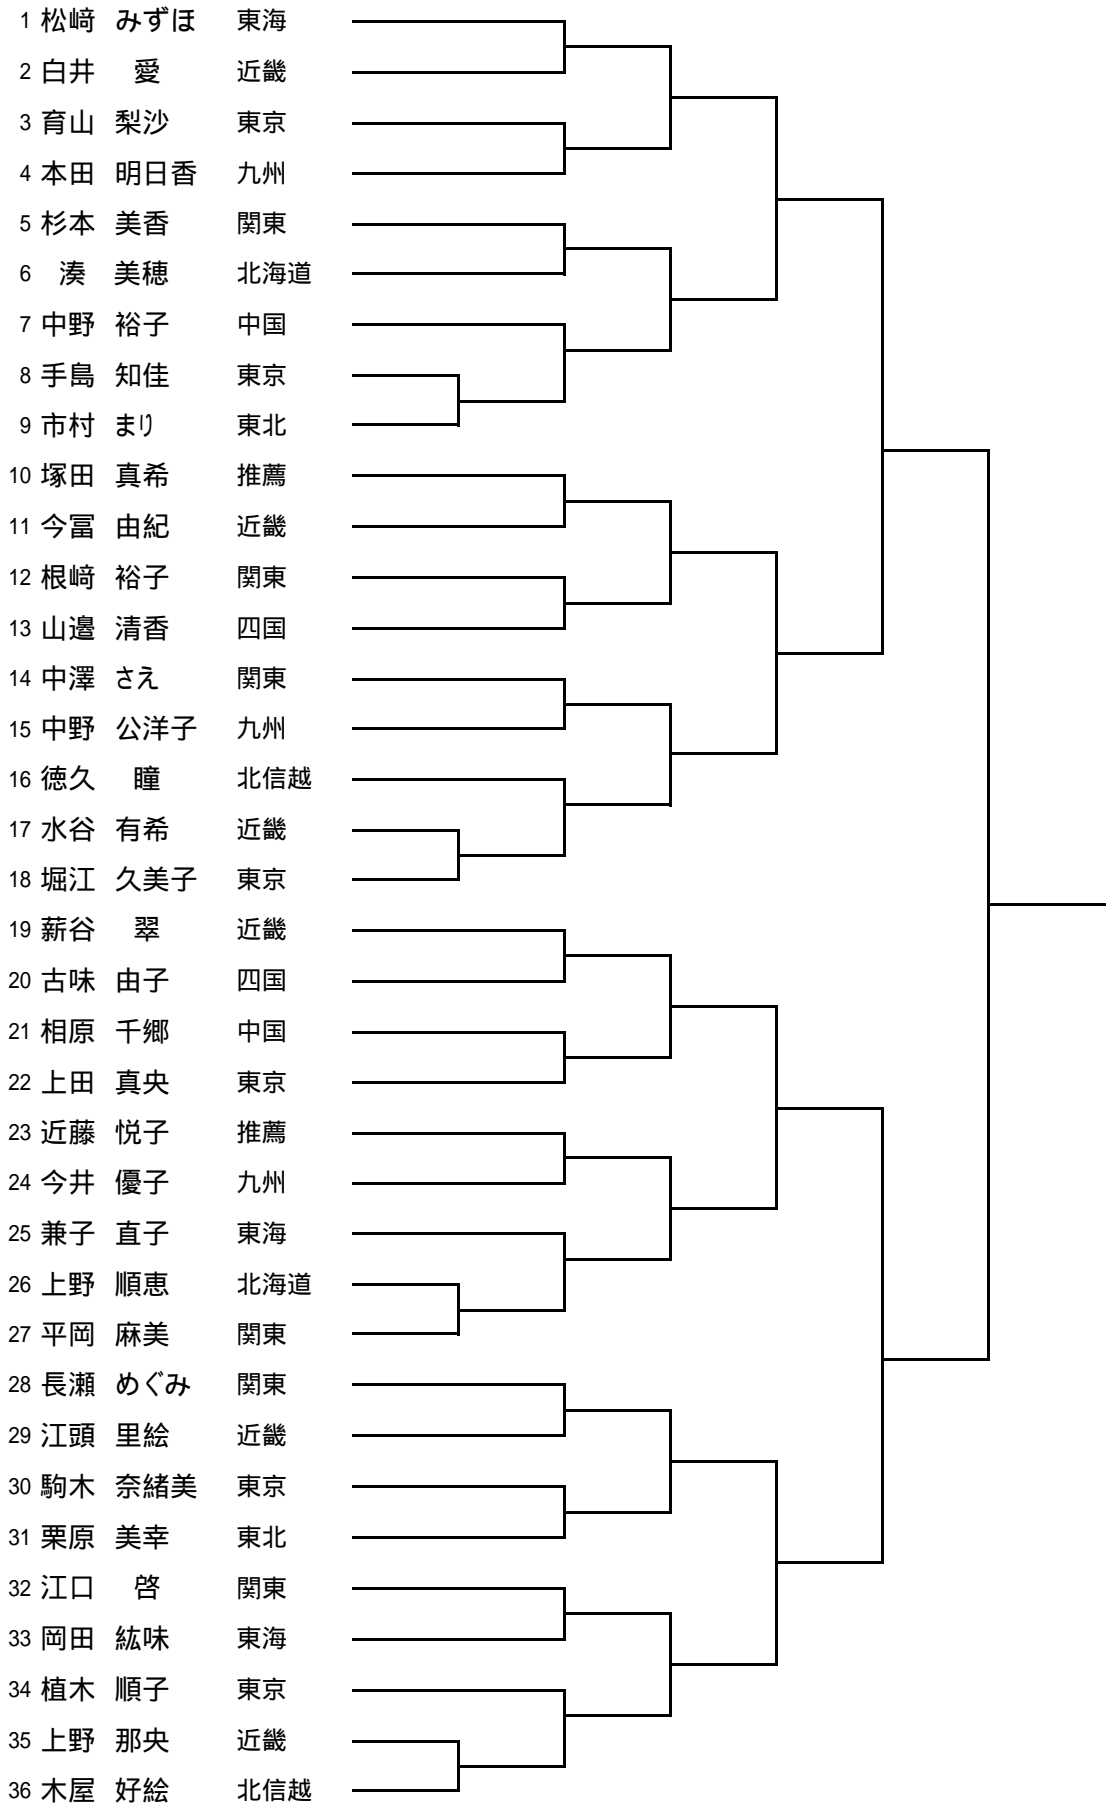 1 松﨑 みずほ 東海
2 白井 愛 近畿
3 育山 梨沙 東京
4 本田 明日香 九州
5 杉本 美香 関東
6 湊 美穂 北海道
7 中野 裕子 中国
8 手島 知佳 東京
9 市村 まり 東北
10 塚田 真希 推薦
11 今冨 由紀 近畿
12 根﨑 裕子 関東
13 山邉 清香 四国
14 中澤 さえ 関東
15 中野 公洋子 九州
16 徳久 瞳 北信越
17 水谷 有希 近畿
18 堀江 久美子 東京
19 薪谷 翠 近畿
20 古味 由子 四国
21 相原 千郷 中国
22 上田 真央 東京
23 近藤 悦子 推薦
24 今井 優子 九州
25 兼子 直子 東海
26 上野 順恵 北海道
27 平岡 麻美 関東
28 長瀬 めぐみ 関東
29 江頭 里絵 近畿
30 駒木 奈緒美 東京
31 栗原 美幸 東北
32 江口 啓 関東
33 岡田 紘味 東海
34 植木 順子 東京
35 上野 那央 近畿
36 木屋 好絵 北信越